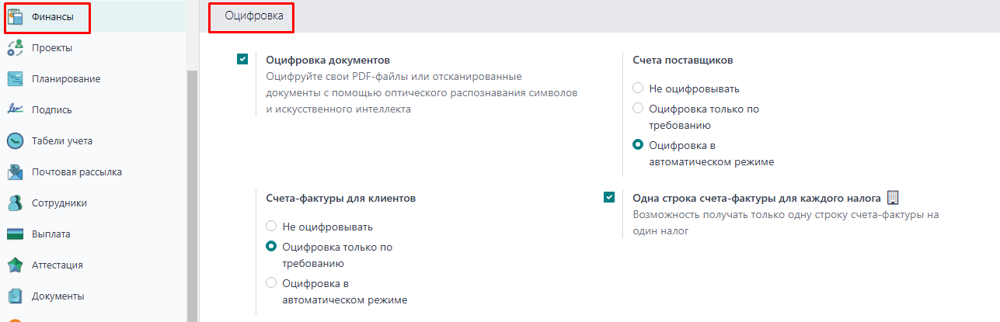 Финансы
Проекты
Планирование
Подпись
Табели учета
Почтовая рассылка
Сотрудники
Выплата
Аттестация
Документы
Оцифровка
Оцифровка документов
Оцифруйте свои PDF-файлы или отсканированные
документы с помощью оптического распознавания символов
и искусственного интеллекта
Счета поставщиков
Не оцифровывать
Оцифровка только по
требованию
Оцифровка в
автоматическом режиме
Счета-фактуры для клиентов
Не оцифровывать
Оцифровка только по
требованию
Оцифровка в
автоматическом режиме
Одна строка счета-фактуры для каждого налога
Возможность получать только одну строку счета-фактуры на
один налог